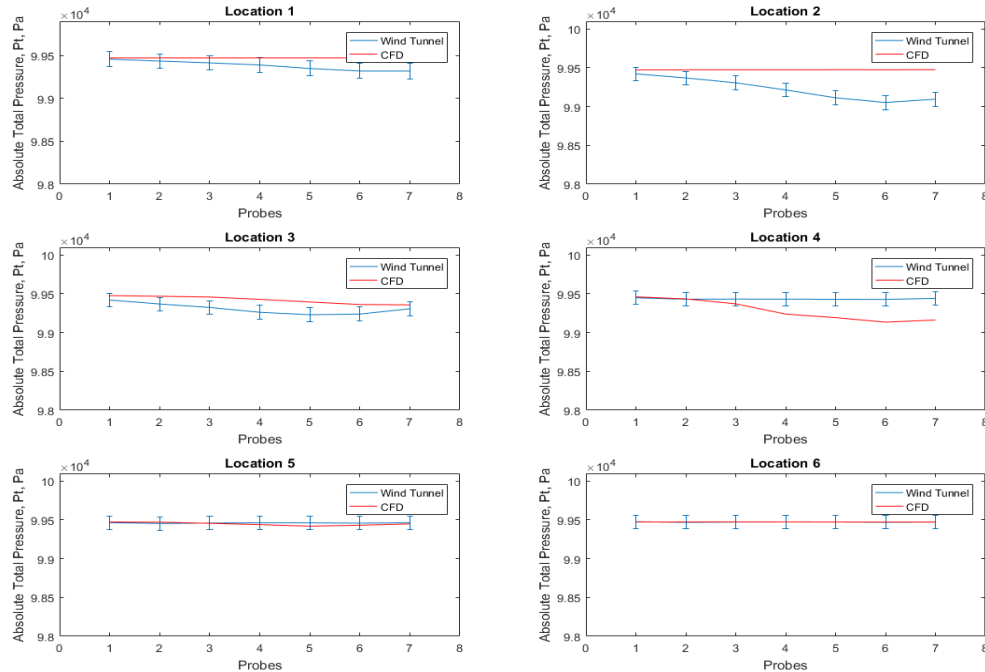 Location 1
×10^4
10
9.95
9.9
9.85
9.8
Absolute Total Pressure, Pt, Pa
Wind Tunnel
CFD
0 1 2 3 4 5 6 7 8
Probes
Location 2
×10^4
10
9.95
9.9
9.85
9.8
Absolute Total Pressure, Pt, Pa
Wind Tunnel
CFD
0 1 2 3 4 5 6 7 8
Probes
Location 3
×10^4
10
9.95
9.9
9.85
9.8
Absolute Total Pressure, Pt, Pa
Wind Tunnel
CFD
0 1 2 3 4 5 6 7 8
Probes
Location 4
×10^4
10
9.95
9.9
9.85
9.8
Absolute Total Pressure, Pt, Pa
Wind Tunnel
CFD
0 1 2 3 4 5 6 7 8
Probes
Location 5
×10^4
10
9.95
9.9
9.85
9.8
Absolute Total Pressure, Pt, Pa
Wind Tunnel
CFD
0 1 2 3 4 5 6 7 8
Probes
Location 6
×10^4
10
9.95
9.9
9.85
9.8
Absolute Total Pressure, Pt, Pa
Wind Tunnel
CFD
0 1 2 3 4 5 6 7 8
Probes